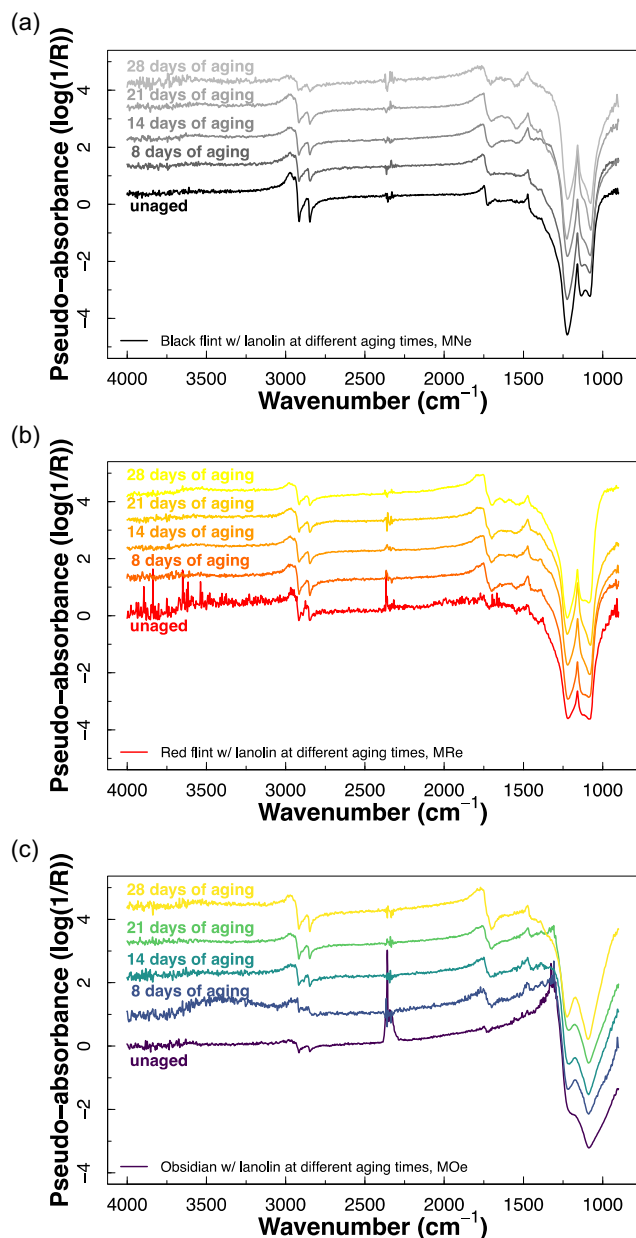 (a)
Pseudo−absorbance (log(1/R))
4
2
0
−2
−4
28 days of aging
21 days of aging
14 days of aging
8 days of aging
unaged
Black flint w/ lanolin at different aging times, MNe
4000 3500 3000 2500 2000 1500 1000
Wavenumber (cm−1)
(b)
Pseudo−absorbance (log(1/R))
4
2
0
−2
−4
28 days of aging
21 days of aging
14 days of aging
8 days of aging
unaged
Red flint w/ lanolin at different aging times, MRe
4000 3500 3000 2500 2000 1500 1000
Wavenumber (cm−1)
(c)
Pseudo−absorbance (log(1/R))
4
2
0
−2
−4
28 days of aging
21 days of aging
14 days of aging
8 days of aging
unaged
Obsidian w/ lanolin at different aging times, MOe
4000 3500 3000 2500 2000 1500 1000
Wavenumber (cm−1)